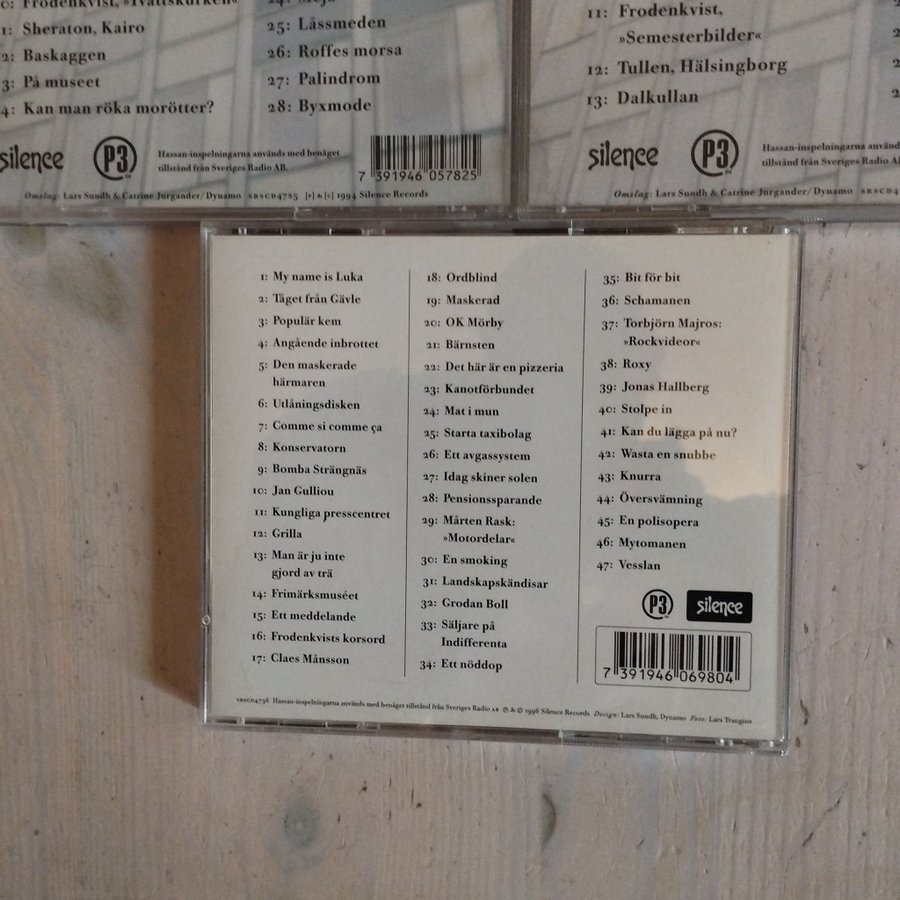 Frodenkvist, »Tvättskurken«
1: Sheraton, Kairo
2: Baskaggen
3: På museet
4: Kan man röka morötter?
25: Låssmeden
26: Roffes morsa
27: Palindrom
28: Byxmode
silence
P3
Hassan-inspelningarna används med benäget
tillstånd från Sveriges Radio AB.
7 391946 057825
Omslag: Lars Sundh & Catrine Jurgander/Dynamo SRSCD4725 [P] & [C] 1994 Silence Records
11: Frodenkvist,
»Semesterbilder«
12: Tullen, Hälsingborg
13: Dalkullan
silence
P3
Hassan-inspelningarna används
tillstånd från Sveriges Radio A
Omslag: Lars Sundh & Catrine Jurgander/Dynamo SRSCD4
1: My name is Luka
2: Tåget från Gävle
3: Populär kem
4: Angående inbrottet
5: Den maskerade
härmaren
6: Utlåningsdisken
7: Comme si comme ça
8: Konservatorn
9: Bomba Strängnäs
10: Jan Gulliou
11: Kungliga presscentret
12: Grilla
13: Man är ju inte
gjord av trä
14: Frimärksmuséet
15: Ett meddelande
16: Frodenkvists korsord
17: Claes Månsson
18: Ordblind
19: Maskerad
20: OK Mörby
21: Bärnsten
22: Det här är en pizzeria
23: Kanotförbundet
24: Mat i mun
25: Starta taxibolag
26: Ett avgassystem
27: Idag skiner solen
28: Pensionssparande
29: Mårten Rask:
»Motordelar«
30: En smoking
31: Landskapskändisar
32: Grodan Boll
33: Säljare på
Indifferenta
34: Ett nöddop
35: Bit för bit
36: Schamanen
37: Torbjörn Majros:
»Rockvideor«
38: Roxy
39: Jonas Hallberg
40: Stolpe in
41: Kan du lägga på nu?
42: Wasta en snubbe
43: Knurra
44: Översvämning
45: En polisopera
46: Mytomanen
47: Vesslan
P3
silence
7 391946 069804
SRSCD4736 Hassan-inspelningarna används med benäget tillstånd från Sveriges Radio AB ℗ & © 1996 Silence Records Design: Lars Sundh, Dynamo Foto: Lars Trangius